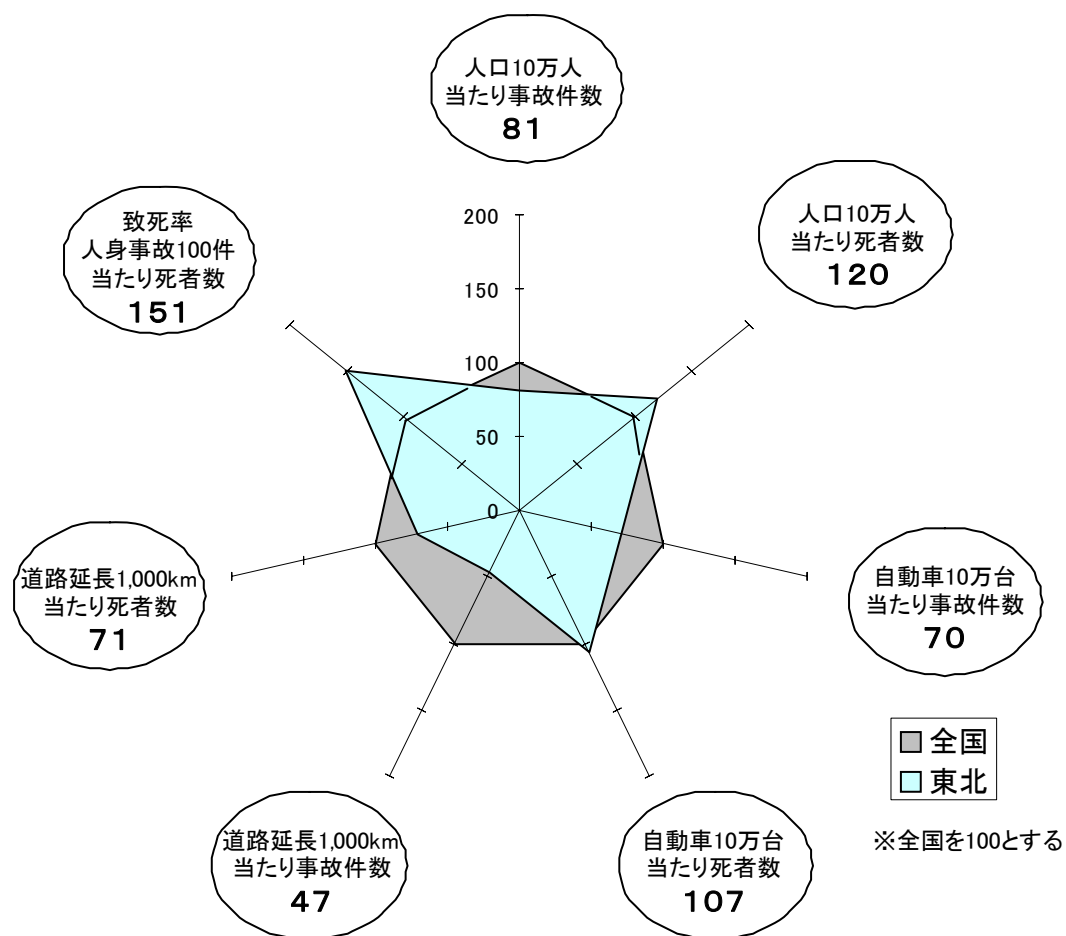 人口10万人
当たり事故件数
81
人口10万人
当たり死者数
120
致死率
人身事故100件
当たり死者数
151
200
150
100
50
0
道路延長1,000km
当たり死者数
71
自動車10万台
当たり事故件数
70
全国
東北
※全国を100とする
道路延長1,000km
当たり事故件数
47
自動車10万台
当たり死者数
107